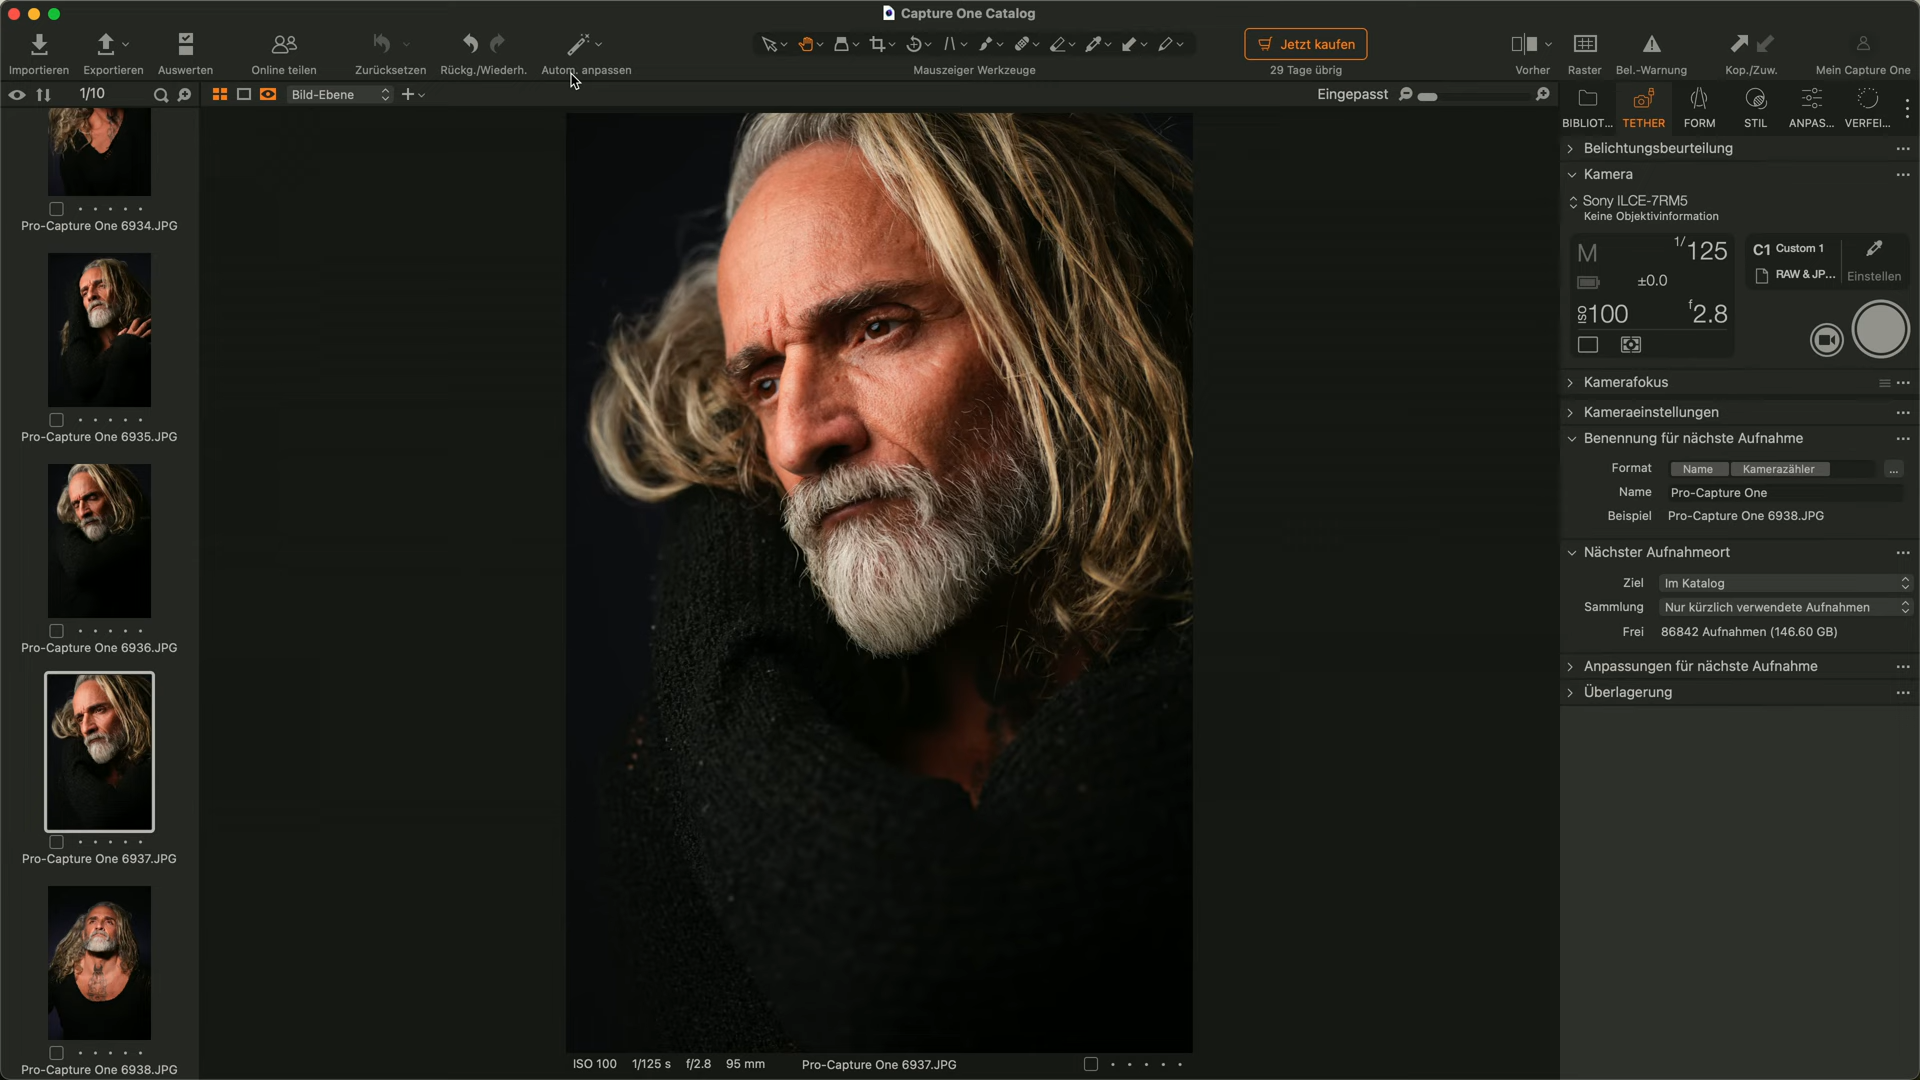 Capture One Catalog
Importieren
Exportieren
Auswerten
Online teilen
Zurücksetzen
Rückg./Wiederh.
Autom. anpassen
Mauszeiger Werkzeuge
Jetzt kaufen
29 Tage übrig
Vorher
Raster
Bel.-Warnung
Kop./Zuw.
Mein Capture One
1/10
Bild-Ebene
Eingepasst
BIBLIOT...
TETHER
FORM
STIL
ANPAS...
VERFEI...
Pro-Capture One 6934.JPG
Pro-Capture One 6935.JPG
Pro-Capture One 6936.JPG
Pro-Capture One 6937.JPG
Pro-Capture One 6938.JPG
ISO 100 1/125 s f/2.8 95 mm Pro-Capture One 6937.JPG
Belichtungsbeurteilung
Kamera
Sony ILCE-7RM5
Keine Objektivinformation
M 1/125
±0.0
ISO100 f2.8
C1 Custom 1
RAW & JP...
Einstellen
Kamerafokus
Kameraeinstellungen
Benennung für nächste Aufnahme
Format Name Kamerazähler ...
Name Pro-Capture One
Beispiel Pro-Capture One 6938.JPG
Nächster Aufnahmeort
Ziel Im Katalog
Sammlung Nur kürzlich verwendete Aufnahmen
Frei 86842 Aufnahmen (146.60 GB)
Anpassungen für nächste Aufnahme
Überlagerung